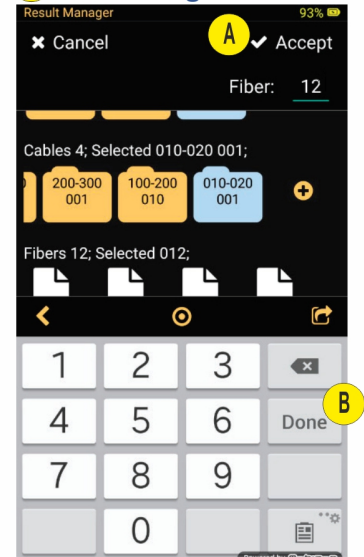 Result Manager 93%
A
Cancel Accept
Fiber: 12
Cables 4; Selected 010-020 001;
200-300 001
100-200 010
010-020 001
Fibers 12; Selected 012;
1 2 3
4 5 6 Done
B
7 8 9
0